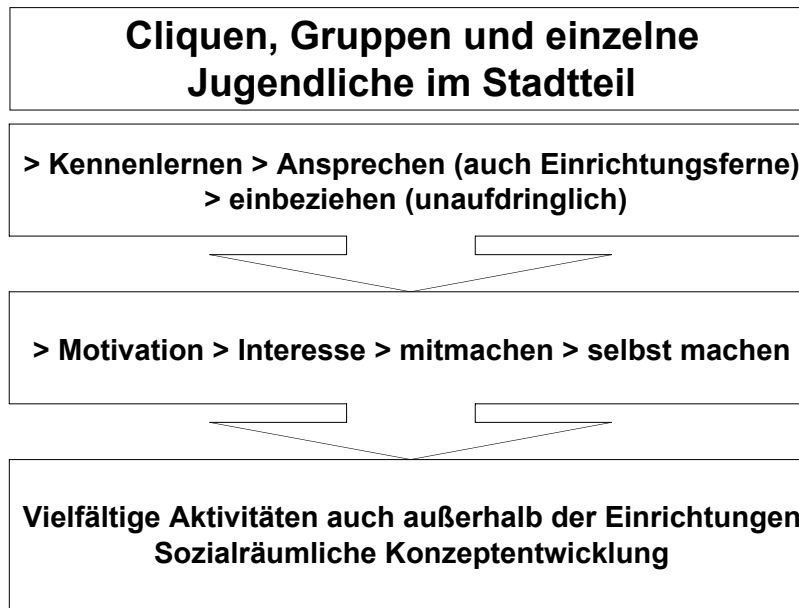 Cliquen, Gruppen und einzelne
Jugendliche im Stadtteil
> Kennenlernen > Ansprechen (auch Einrichtungsferne)
> einbeziehen (unaufdringlich)
> Motivation > Interesse > mitmachen > selbst machen
Vielfältige Aktivitäten auch außerhalb der Einrichtungen
Sozialräumliche Konzeptentwicklung